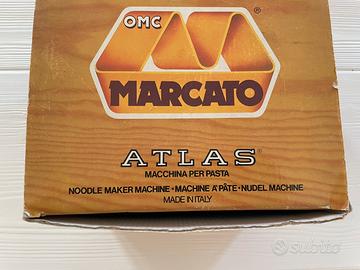 OMC
MARCATO®
ATLAS®
MACCHINA PER PASTA
NOODLE MAKER MACHINE - MACHINE A PÂTE - NUDEL MACHINE
MADE IN ITALY
subito